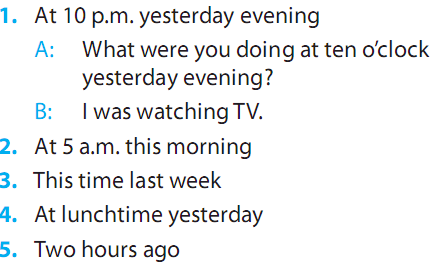 1. At 10 p.m. yesterday evening
A: What were you doing at ten o’clock
yesterday evening?
B: I was watching TV.
2. At 5 a.m. this morning
3. This time last week
4. At lunchtime yesterday
5. Two hours ago